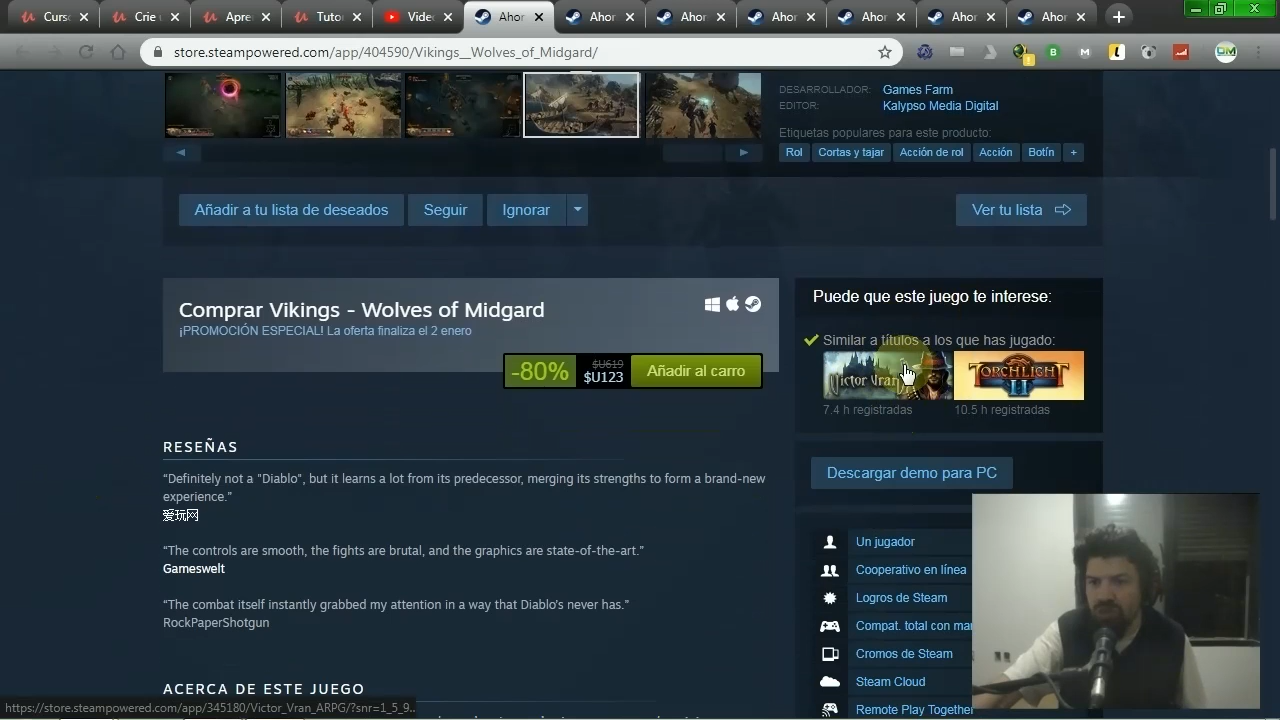 Curso
Crie
Apre
Tuto
Vide
Ahor
Ahor
Ahor
Ahor
Ahor
Ahor
Ahor
store.steampowered.com/app/404590/Vikings__Wolves_of_Midgard/
DESARROLLADOR: Games Farm
EDITOR: Kalypso Media Digital
Etiquetas populares para este producto:
Rol Cortas y tajar Acción de rol Acción Botín +
Añadir a tu lista de deseados Seguir Ignorar Ver tu lista
Comprar Vikings - Wolves of Midgard
¡PROMOCIÓN ESPECIAL! La oferta finaliza el 2 enero
-80% $U619 $U123 Añadir al carro
Puede que este juego te interese:
Similar a títulos a los que has jugado:
Victor Vran TORCHLIGHT II
7.4 h registradas 10.5 h registradas
Descargar demo para PC
RESEÑAS
“Definitely not a "Diablo", but it learns a lot from its predecessor, merging its strengths to form a brand-new
experience.”
爱玩网
“The controls are smooth, the fights are brutal, and the graphics are state-of-the-art.”
Gameswelt
“The combat itself instantly grabbed my attention in a way that Diablo’s never has.”
RockPaperShotgun
ACERCA DE ESTE JUEGO
Un jugador
Cooperativo en línea
Logros de Steam
Compat. total con man
Cromos de Steam
Steam Cloud
Remote Play Together
https://store.steampowered.com/app/345180/Victor_Vran_ARPG/?snr=1_5_9..